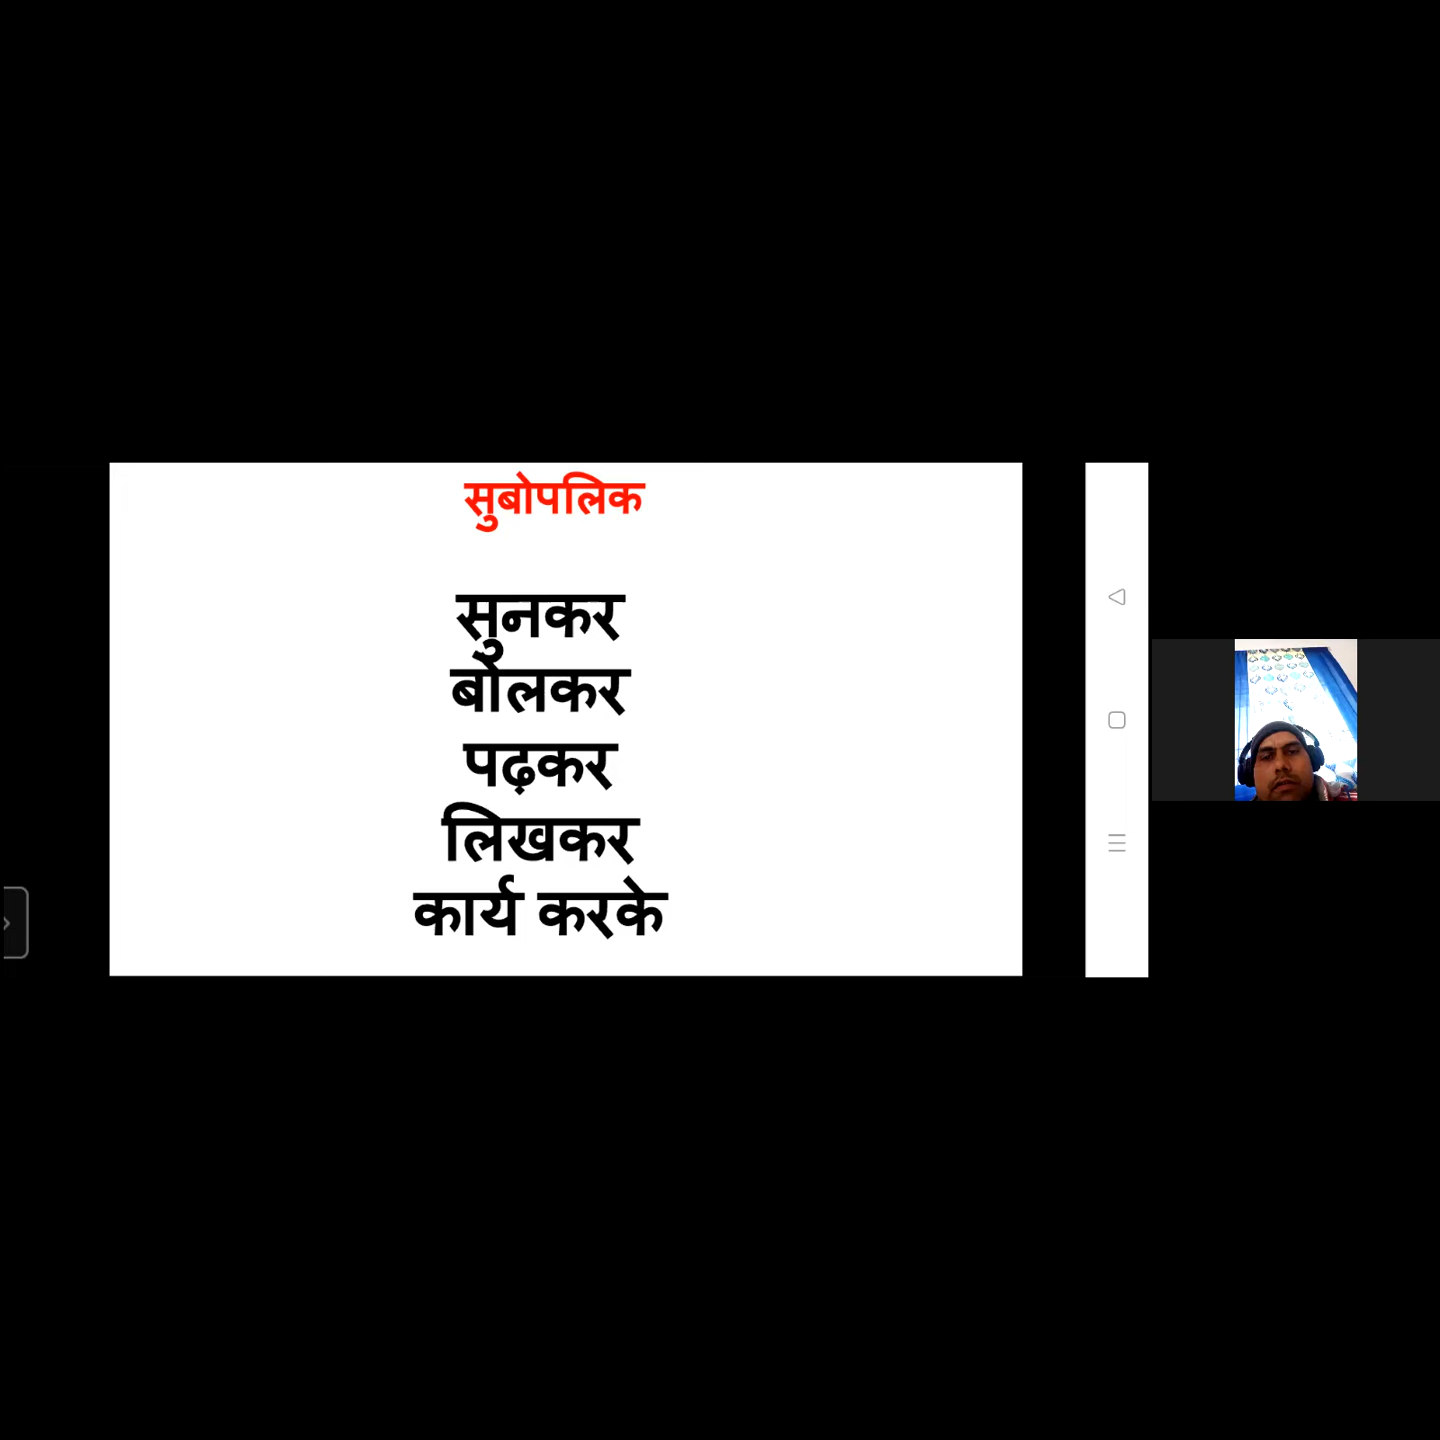 सुबोपलिक
सुनकर
बोलकर
पढ़कर
लिखकर
कार्य करके